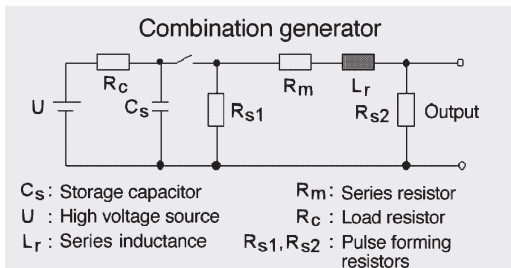 Combination generator
Rc
Rm
Lr
U
Cs
Rs1
Rs2
Output
Cs: Storage capacitor
U : High voltage source
Lr : Series inductance
Rm: Series resistor
Rc : Load resistor
Rs1, Rs2 : Pulse forming
resistors